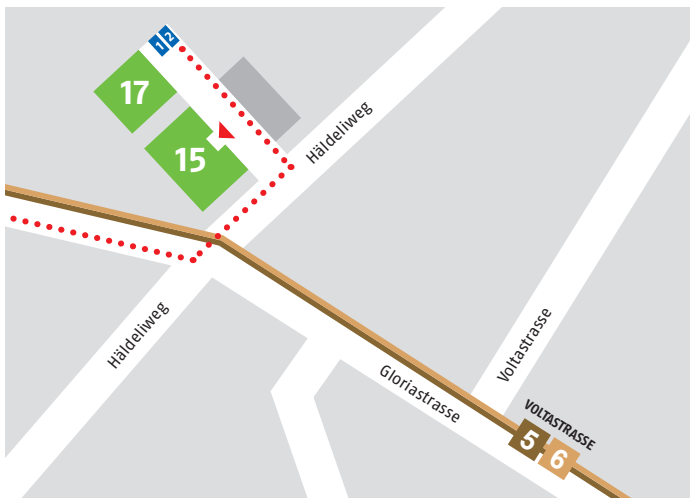 1 2
17
15
Häldeliweg
Häldeliweg
Voltastrasse
Gloriastrasse
VOLTASTRASSE
5 6